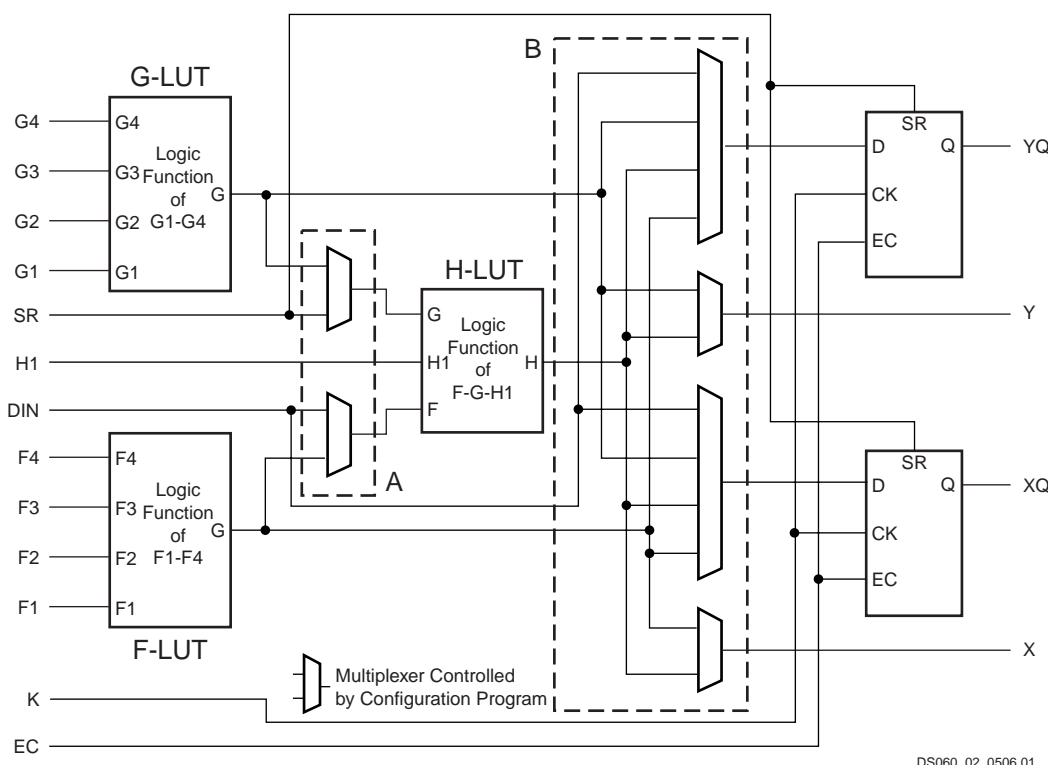 B
G-LUT
G4
G3
G2
G1
SR
H1
DIN
F4
F3
F2
F1
K
EC
G4
G3
G2
G1
Logic
Function
of
G1-G4
G
H-LUT
G
H1
F
Logic
Function
of
F-G-H1
H
A
F4
F3
F2
F1
Logic
Function
of
F1-F4
G
F-LUT
Multiplexer Controlled
by Configuration Program
SR
D
CK
EC
Q
YQ
Y
SR
D
CK
EC
Q
XQ
X
DS060_02_0506 01